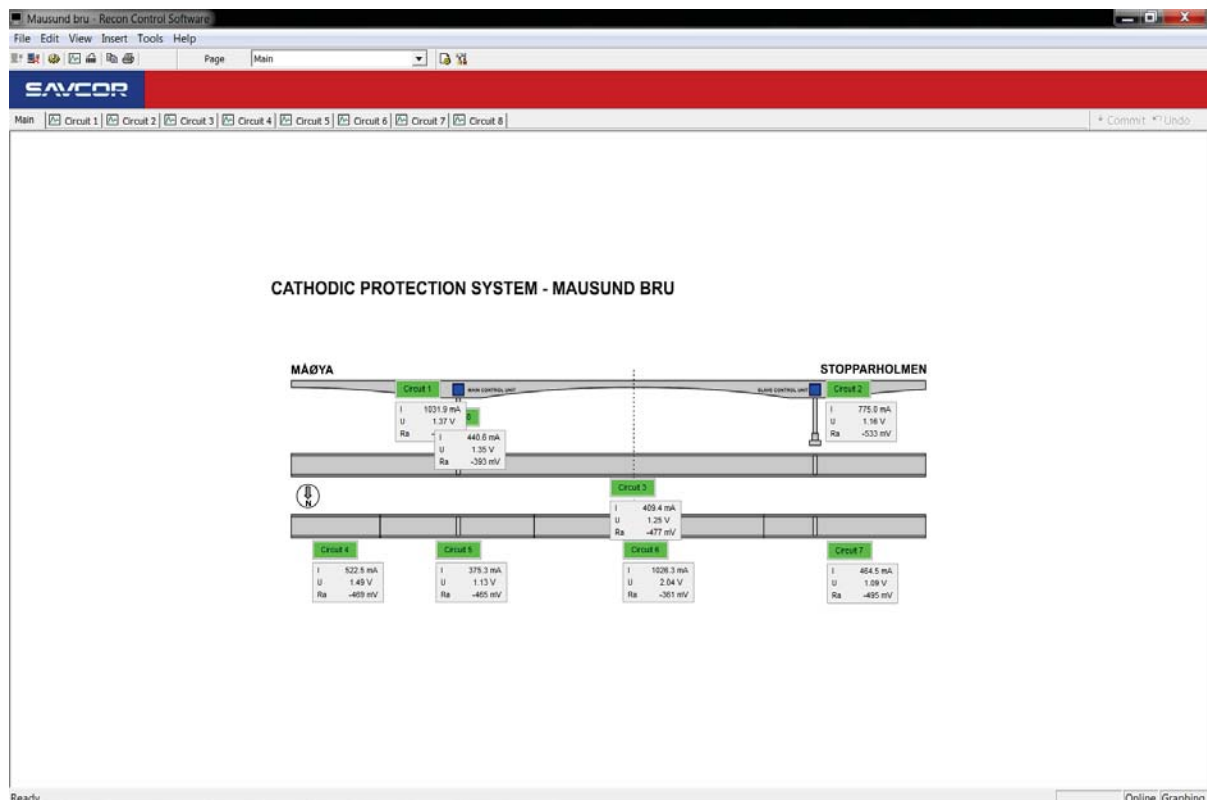 Mausund bru - Recon Control Software
File Edit View Insert Tools Help
Page Main
SAVCOR
Main Circuit 1 Circuit 2 Circuit 3 Circuit 4 Circuit 5 Circuit 6 Circuit 7 Circuit 8 Commit Undo
CATHODIC PROTECTION SYSTEM - MAUSUND BRU
MÅØYA
STOPPARHOLMEN
Circuit 1
MAIN CONTROL UNIT
SLAVE CONTROL UNIT
Circuit 2
I 1031.9 mA
U 1.37 V
Ra
8
I 440.6 mA
U 1.35 V
Ra -393 mV
I 775.0 mA
U 1.16 V
Ra -533 mV
N
Circuit 3
I 409.4 mA
U 1.25 V
Ra -477 mV
Circuit 4
I 522.5 mA
U 1.49 V
Ra -469 mV
Circuit 5
I 375.3 mA
U 1.13 V
Ra -465 mV
Circuit 6
I 1026.3 mA
U 2.04 V
Ra -361 mV
Circuit 7
I 464.5 mA
U 1.09 V
Ra -495 mV
Ready
Online Graphing